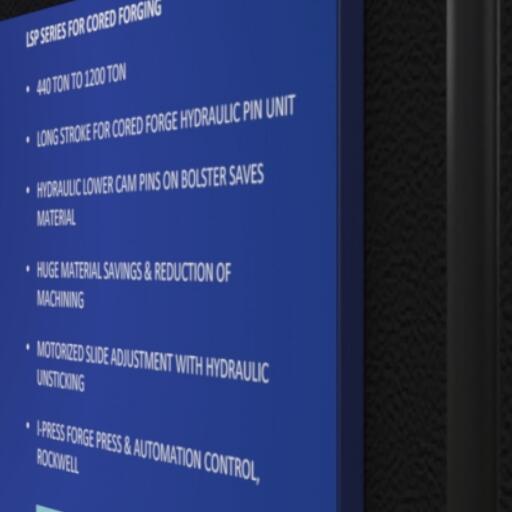 LSP SERIES FOR CORED FORGING
• 440 TON TO 1200 TON
• LONG STROKE FOR CORED FORGE HYDRAULIC PIN UNIT
• HYDRAULIC LOWER CAM PINS ON BOLSTER SAVES
MATERIAL
• HUGE MATERIAL SAVINGS & REDUCTION OF
MACHINING
• MOTORIZED SLIDE ADJUSTMENT WITH HYDRAULIC
UNSTICKING
• I-PRESS FORGE PRESS & AUTOMATION CONTROL,
ROCKWELL